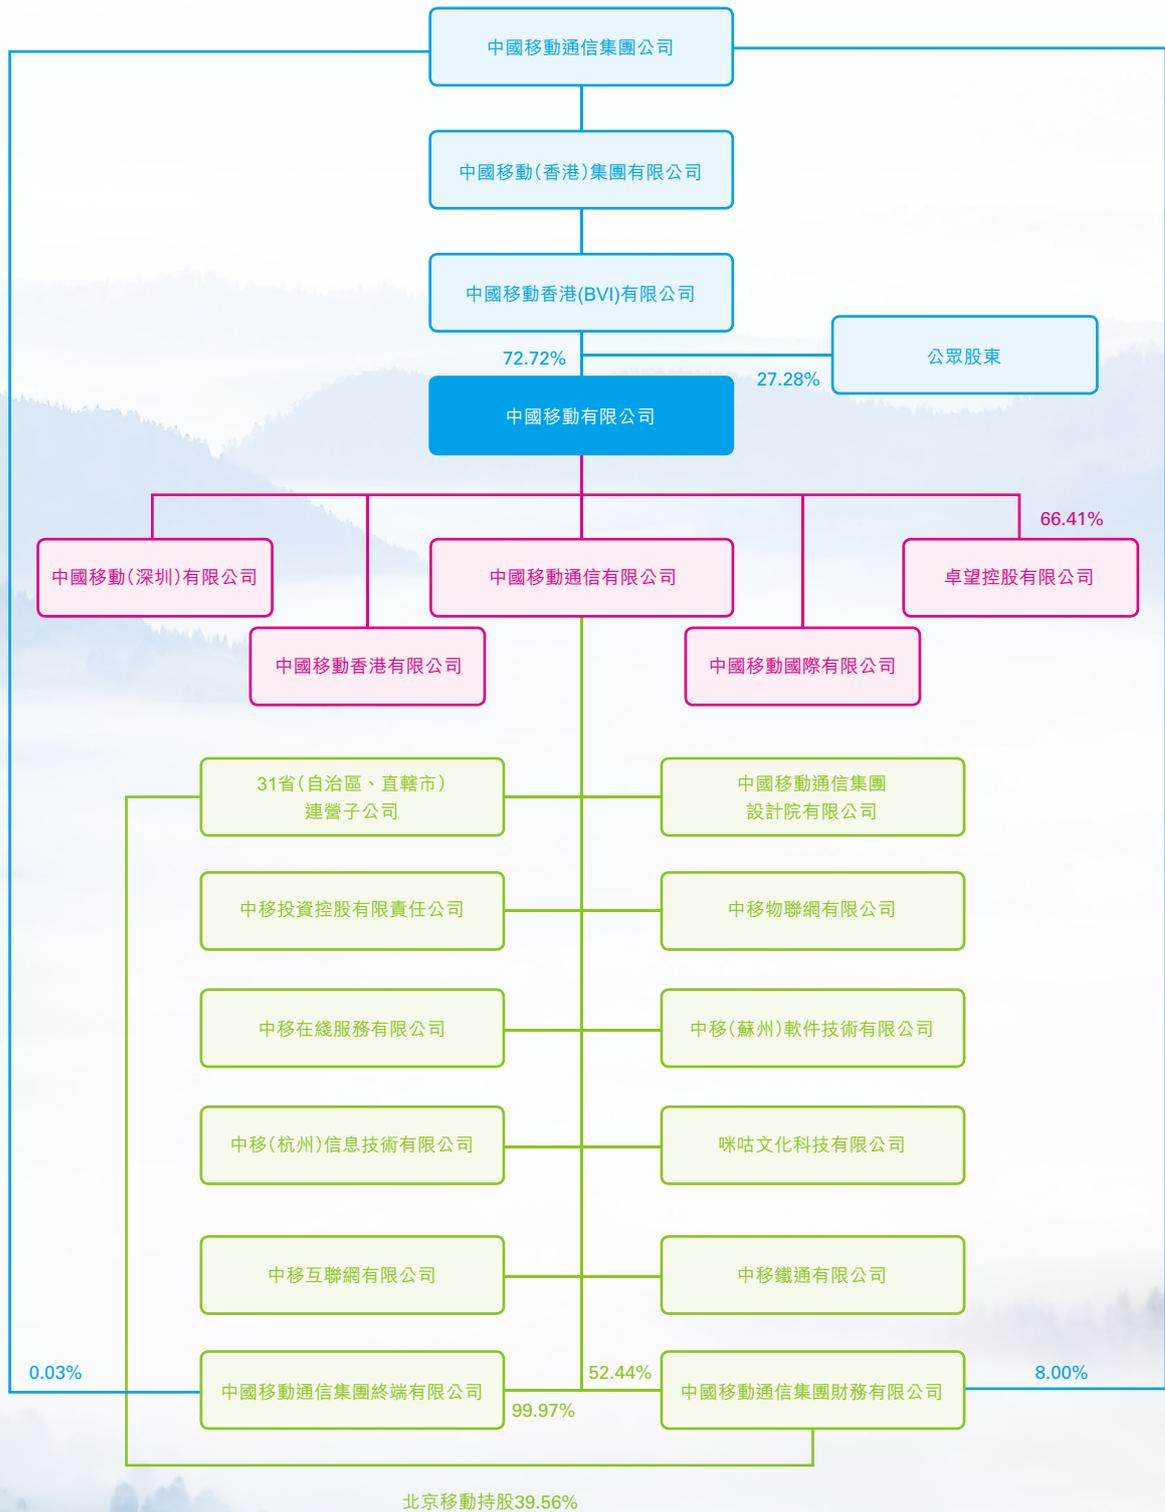 中國移動通信集團公司
中國移動(香港)集團有限公司
中國移動香港(BVI)有限公司
72.72%
公眾股東
27.28%
中國移動有限公司
66.41%
中國移動(深圳)有限公司
中國移動通信有限公司
卓望控股有限公司
中國移動香港有限公司
中國移動國際有限公司
31省(自治區、直轄市)
連營子公司
中國移動通信集團
設計院有限公司
中移投資控股有限責任公司
中移物聯網有限公司
中移在綫服務有限公司
中移(蘇州)軟件技術有限公司
中移(杭州)信息技術有限公司
咪咕文化科技有限公司
中移互聯網有限公司
中移鐵通有限公司
0.03%
52.44%
8.00%
中國移動通信集團終端有限公司
中國移動通信集團財務有限公司
99.97%
北京移動持股39.56%